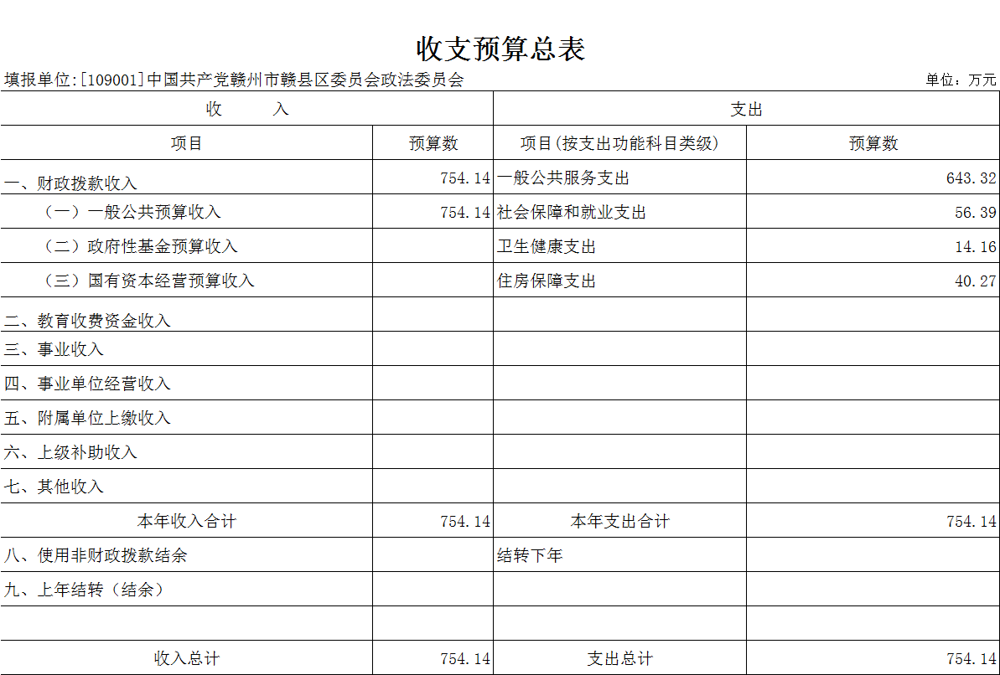 收支预算总表
填报单位:[109001]中国共产党赣州市赣县区委员会政法委员会 单位：万元
收 入 支出
项目 预算数 项目(按支出功能科目类级) 预算数
一、财政拨款收入 754.14 一般公共服务支出 643.32
（一）一般公共预算收入 754.14 社会保障和就业支出 56.39
（二）政府性基金预算收入 卫生健康支出 14.16
（三）国有资本经营预算收入 住房保障支出 40.27
二、教育收费资金收入
三、事业收入
四、事业单位经营收入
五、附属单位上缴收入
六、上级补助收入
七、其他收入
本年收入合计 754.14 本年支出合计 754.14
八、使用非财政拨款结余 结转下年
九、上年结转（结余）
收入总计 754.14 支出总计 754.14